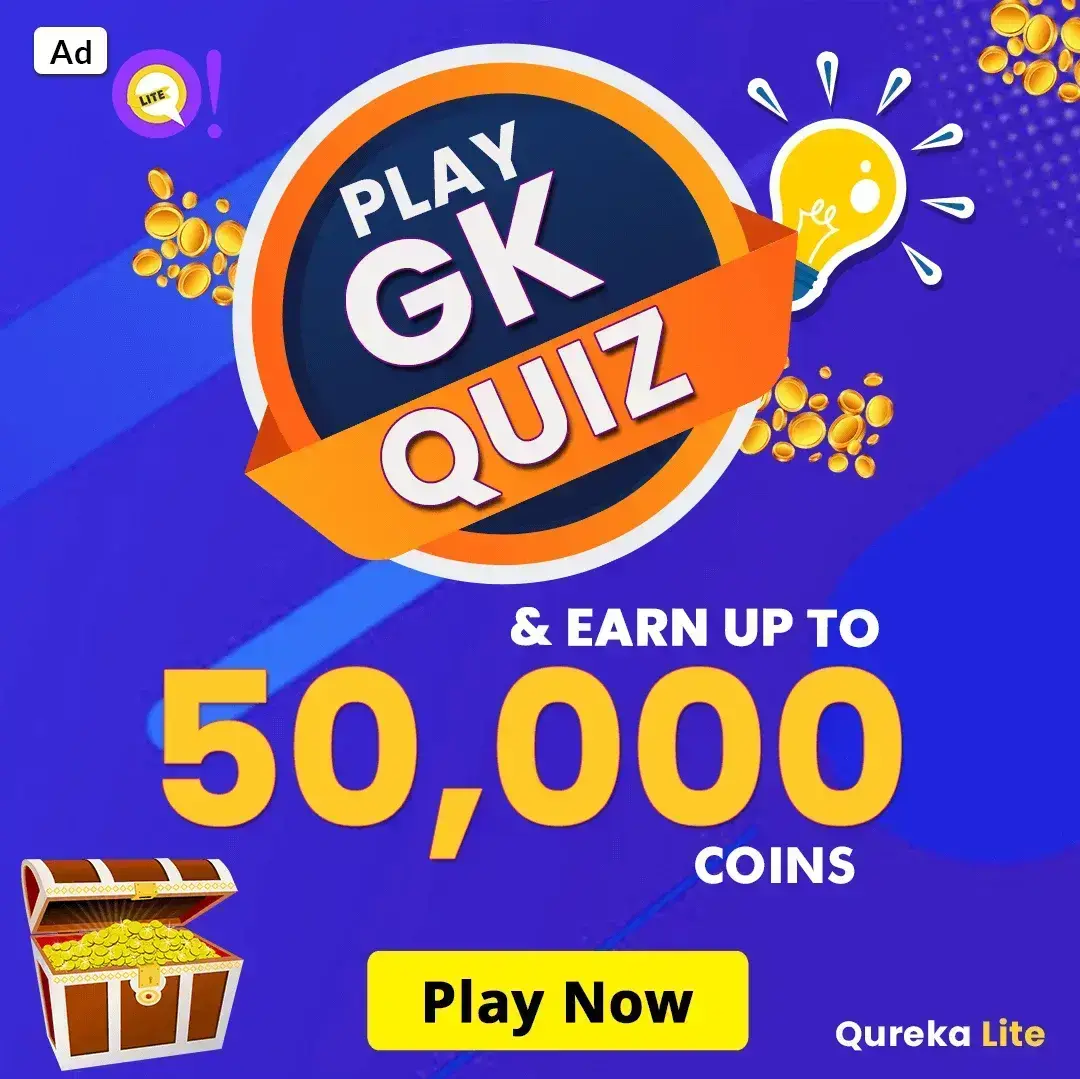 Ad
LITE
!
PLAY
GK
QUIZ
& EARN UP TO
50,000
COINS
Play Now
Qureka Lite